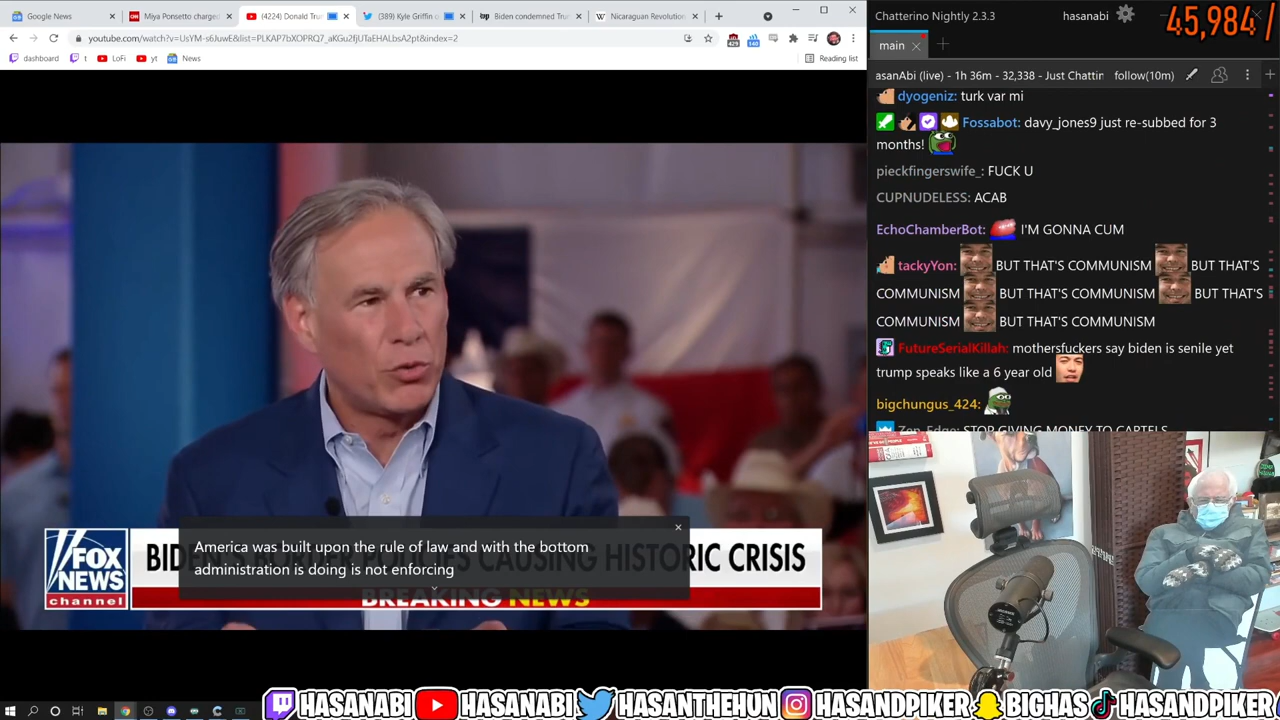 Google News
Miya Ponsetto charged
(4224) Donald Tru
(389) Kyle Griffin o
Biden condemned Trum
Nicaraguan Revolution
youtube.com/watch?v=UsYM-s6JuwE&list=PLKAP7bXOPRQ7_aKGu2fjUTaEHALbsA2pt&index=2
429
140
dashboard
t
LoFi
yt
News
Reading list
FOX
NEWS
channel
America was built upon the rule of law and with the bottom
administration is doing is not enforcing
BREAKING NEWS
Chatterino Nightly 2.3.3
hasanabi
45,984 /
main
asanAbi (live) - 1h 36m - 32,338 - Just Chattin
follow(10m)
dyogeniz: turk var mi
Fossabot: davy_jones9 just re-subbed for 3
months!
pieckfingerswife_: FUCK U
CUPNUDELESS: ACAB
EchoChamberBot: I'M GONNA CUM
tackyYon: BUT THAT'S COMMUNISM BUT THAT'S
COMMUNISM BUT THAT'S COMMUNISM BUT THAT'S
COMMUNISM BUT THAT'S COMMUNISM
FutureSerialKillah: mothersfuckers say biden is senile yet
trump speaks like a 6 year old
bigchungus_424:
Zen_Edge: STOP GIVING MONEY TO CARTELS
HASANABI HASANABI HASANTHEHUN HASANDPIKER BIGHAS HASANDPIKER